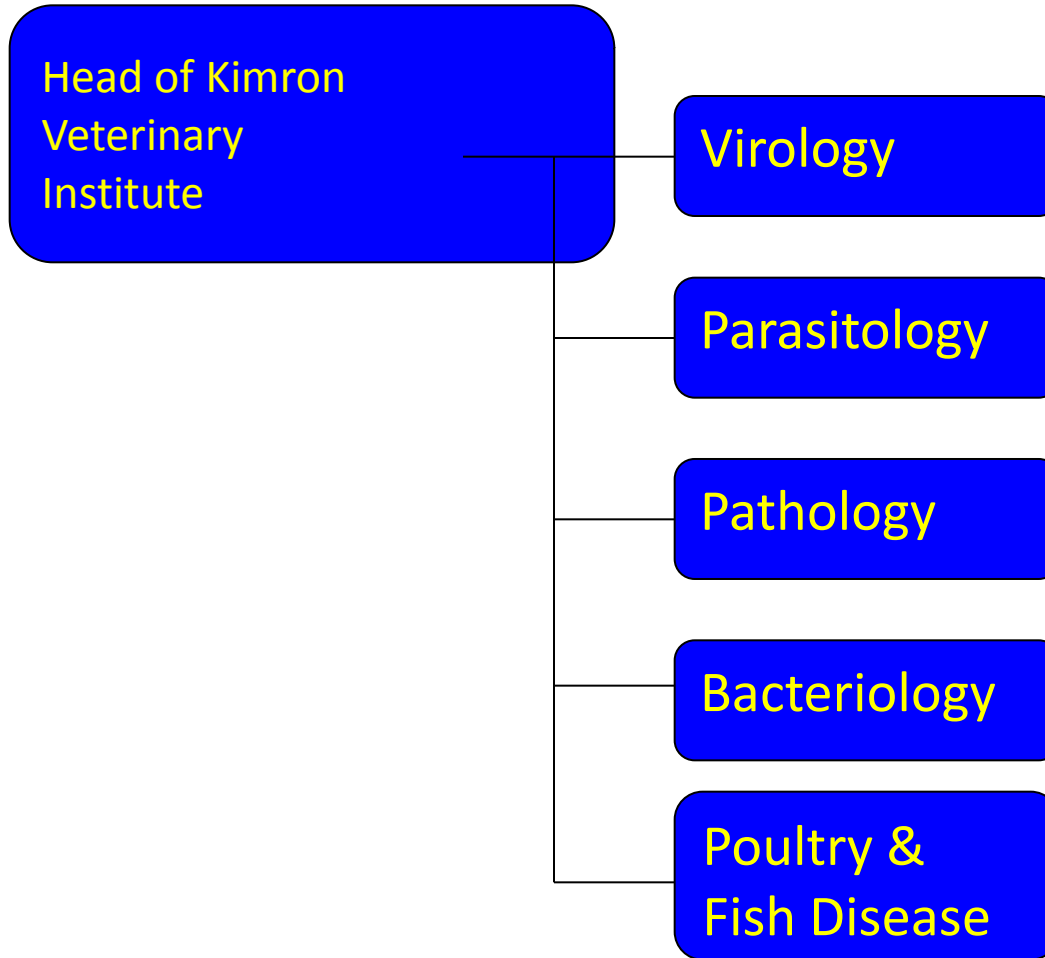 Head of Kimron
Veterinary
Institute
Virology
Parasitology
Pathology
Bacteriology
Poultry &
Fish Disease